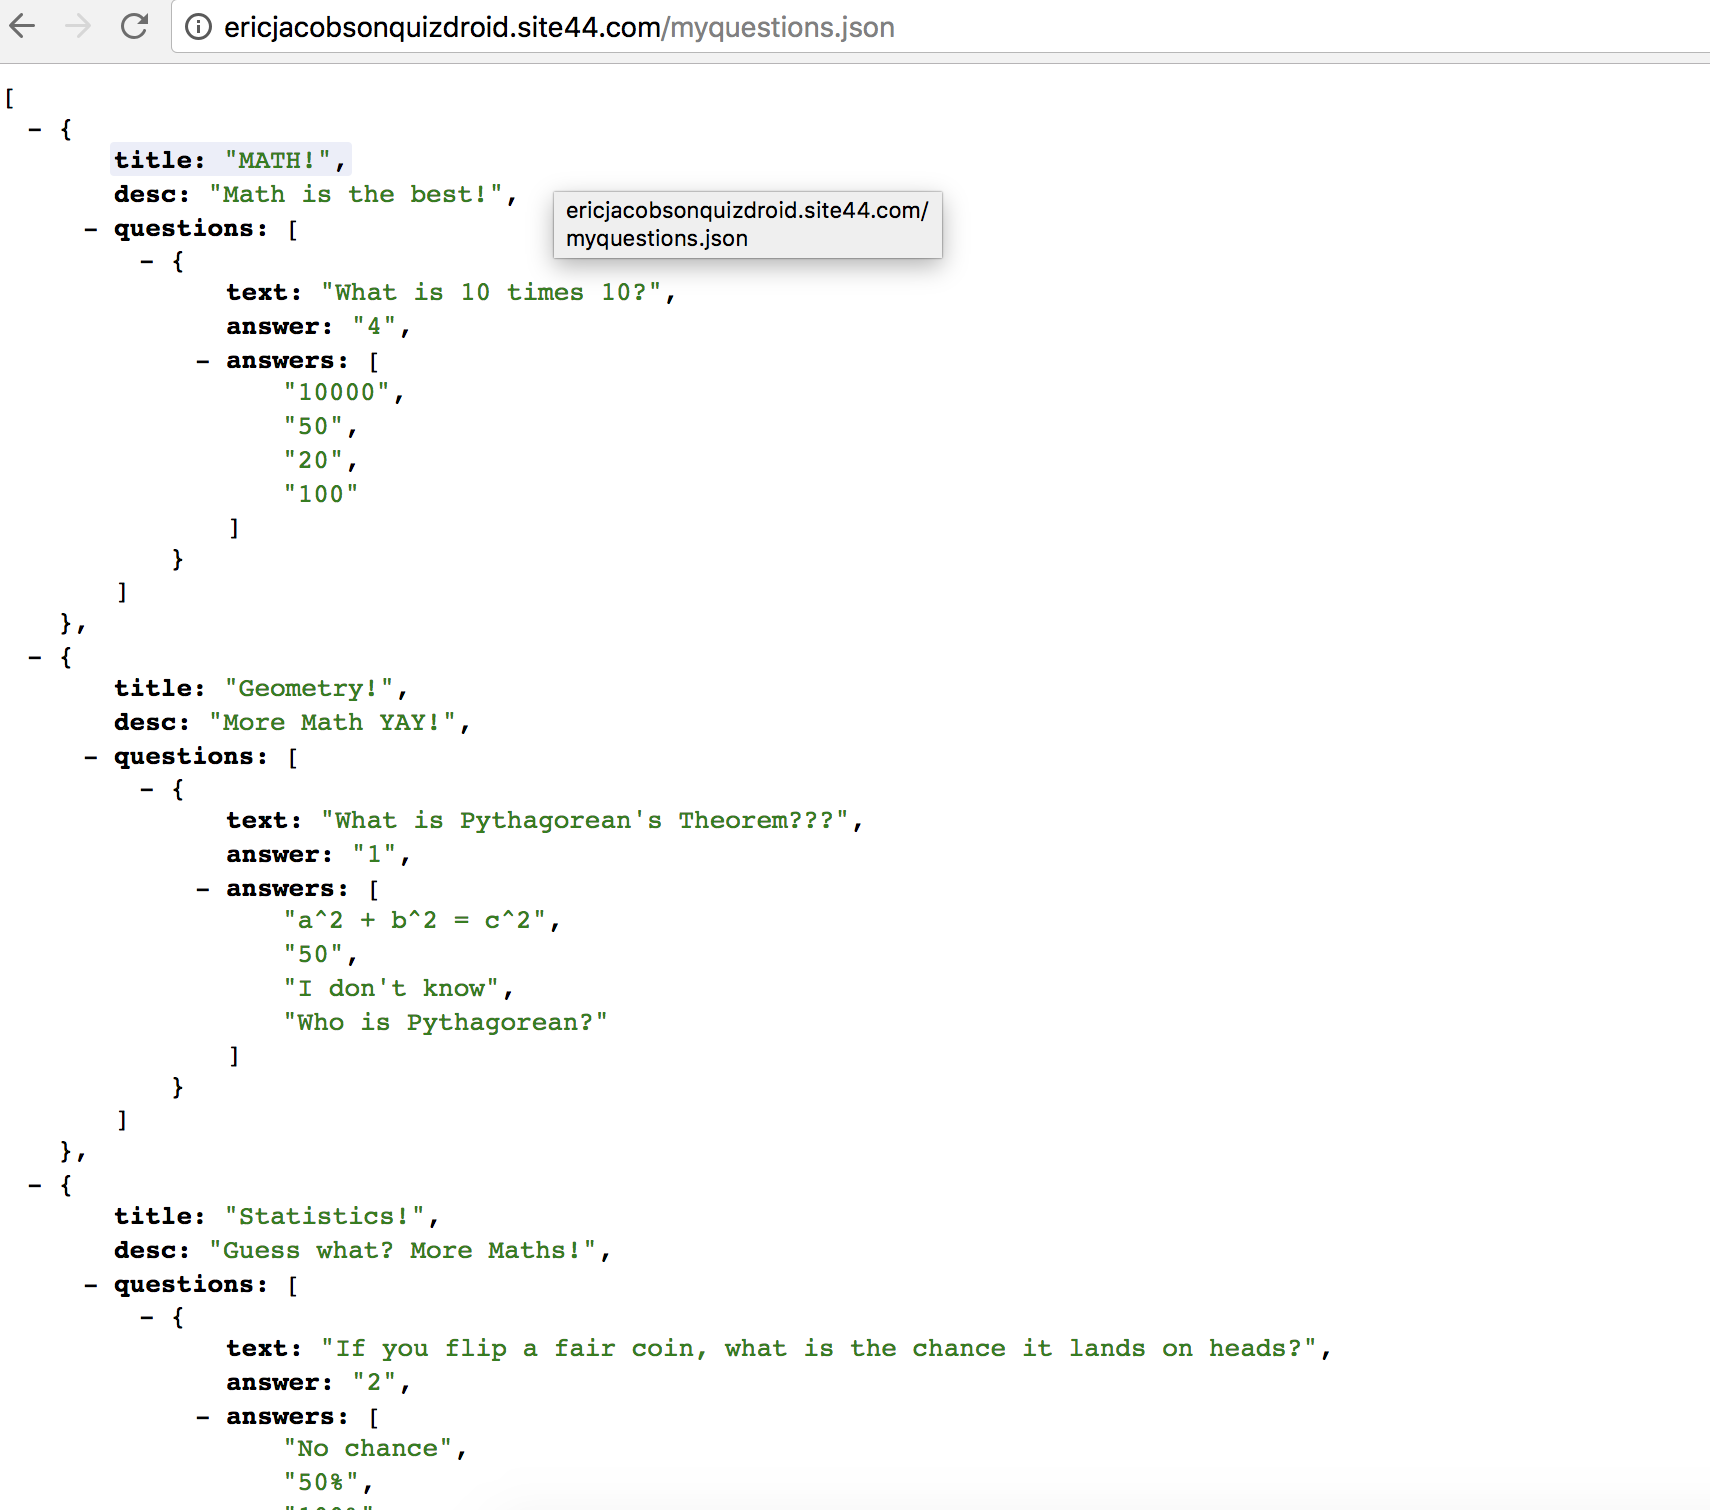 ericjacobsonquizdroid.site44.com/myquestions.json
[
- {
title: "MATH!",
desc: "Math is the best!",
ericjacobsonquizdroid.site44.com/
myquestions.json
- questions: [
- {
text: "What is 10 times 10?",
answer: "4",
- answers: [
"10000",
"50",
"20",
"100"
]
}
]
},
- {
title: "Geometry!",
desc: "More Math YAY!",
- questions: [
- {
text: "What is Pythagorean's Theorem???",
answer: "1",
- answers: [
"a^2 + b^2 = c^2",
"50",
"I don't know",
"Who is Pythagorean?"
]
}
]
},
- {
title: "Statistics!",
desc: "Guess what? More Maths!",
- questions: [
- {
text: "If you flip a fair coin, what is the chance it lands on heads?",
answer: "2",
- answers: [
"No chance",
"50%",